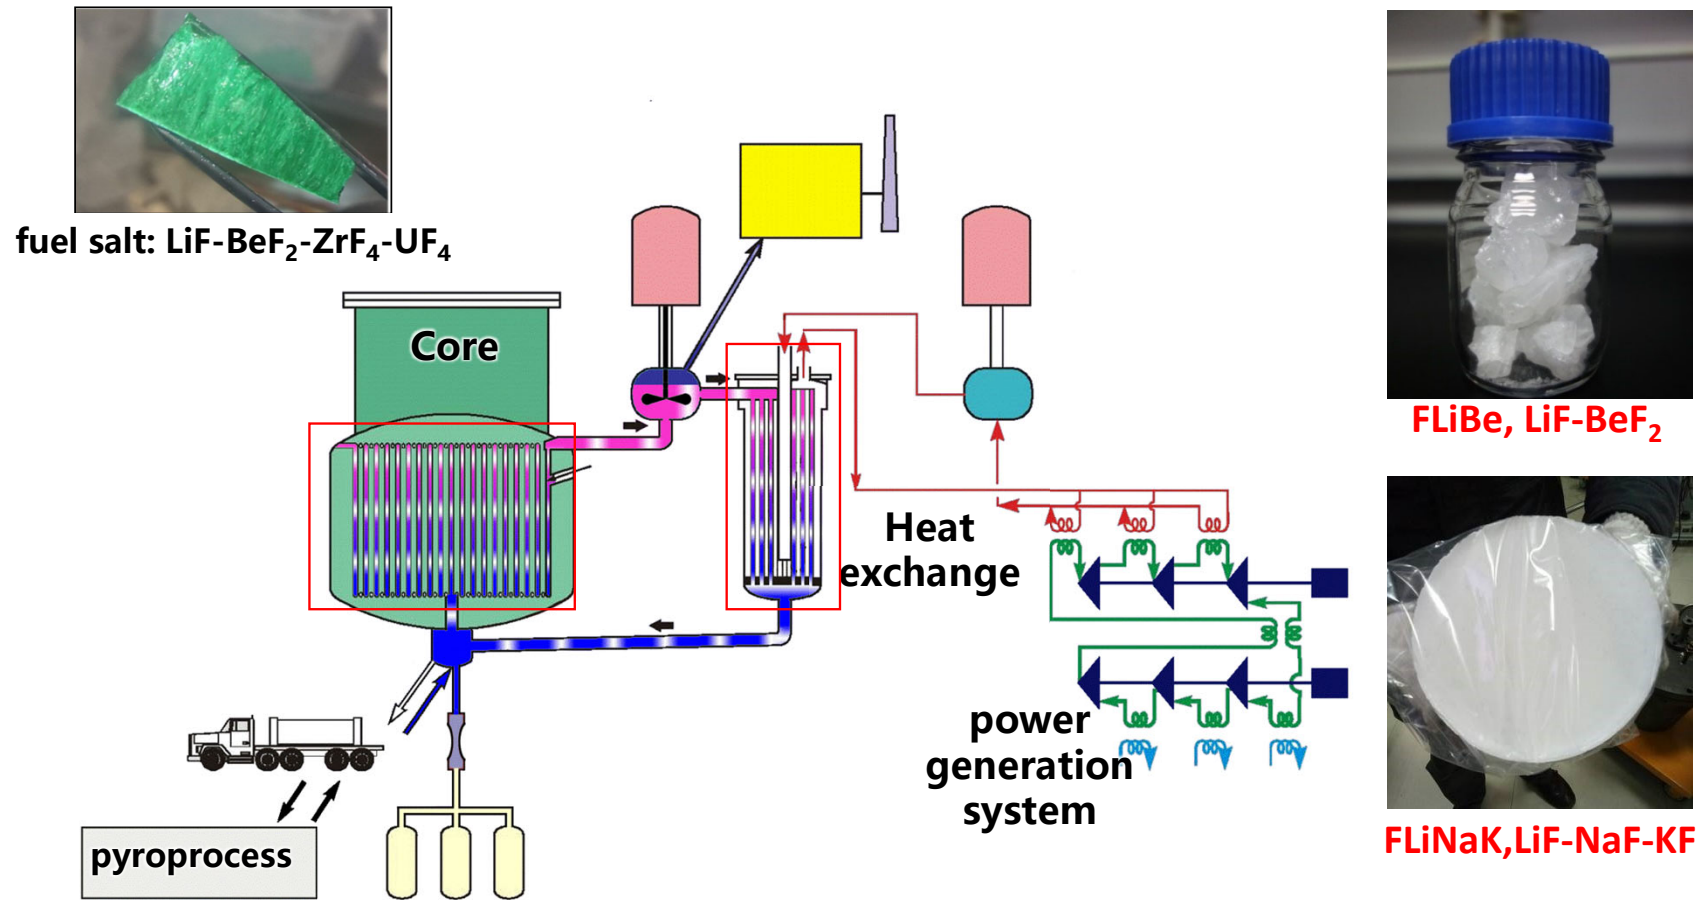 fuel salt: LiF-BeF₂-ZrF₄-UF₄
Core
Heat
exchange
power
generation
system
pyroprocess
FLiBe, LiF-BeF₂
FLiNaK,LiF-NaF-KF